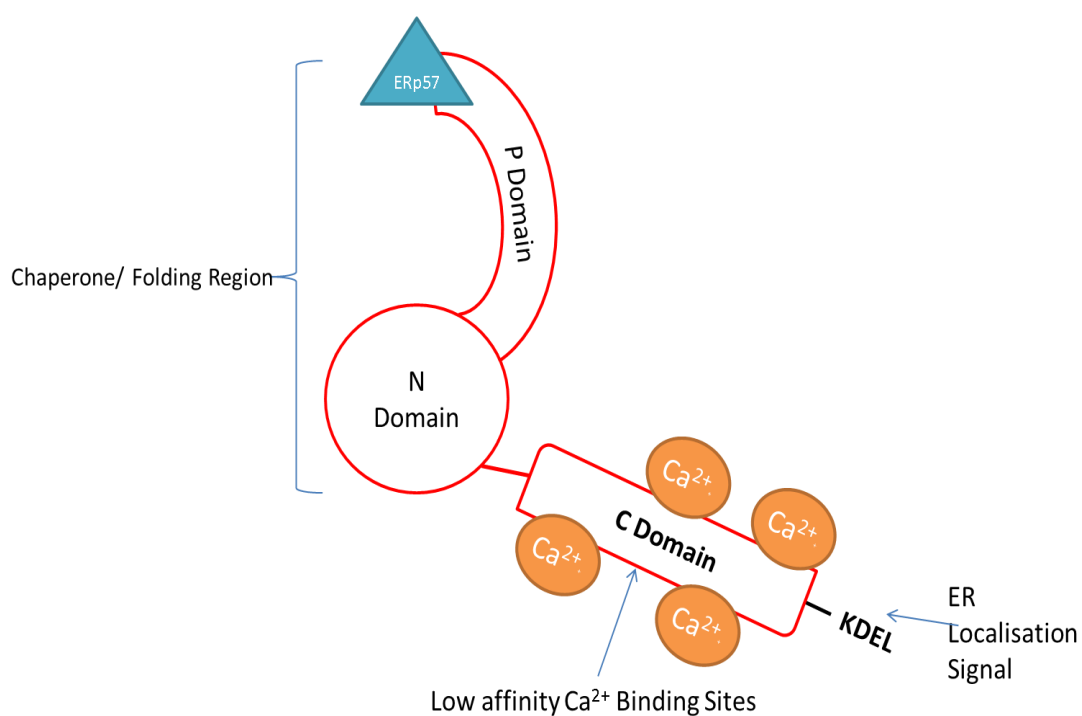 ERp57
P Domain
Chaperone/ Folding Region
N
Domain
Ca²⁺
Ca²⁺
C Domain
Ca²⁺
Ca²⁺
KDEL
ER
Localisation
Signal
Low affinity Ca²⁺ Binding Sites